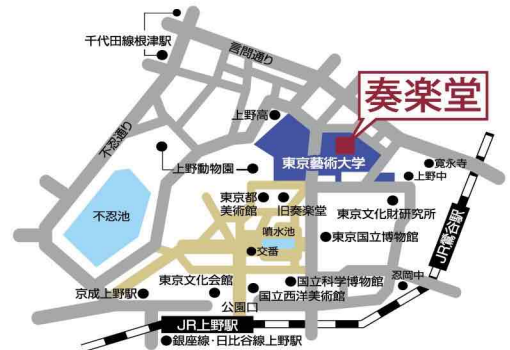 千代田線根津駅
言問通り
不忍通り
上野高
奏楽堂
上野動物園
東京藝術大学
寛永寺
上野中
東京都
美術館
旧奏楽堂
東京文化財研究所
不忍池
噴水池
東京国立博物館
交番
JR鶯谷駅
東京文化会館
国立科学博物館
忍岡中
京成上野駅
公園口
国立西洋美術館
JR上野駅
銀座線・日比谷線上野駅